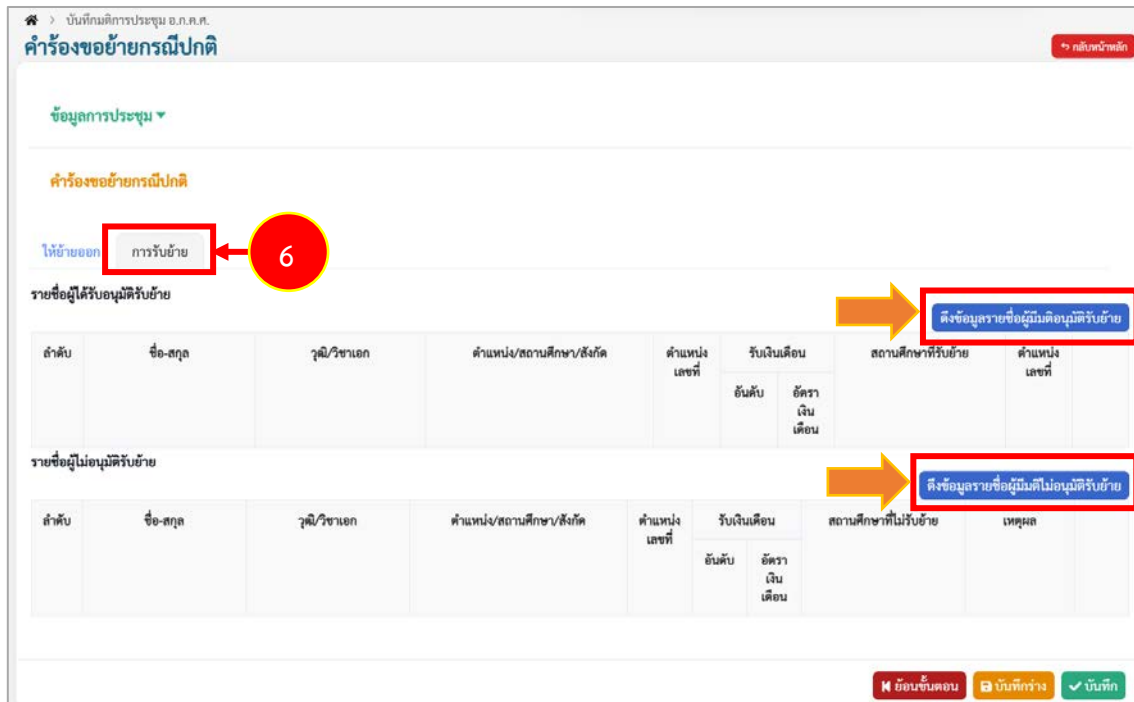 บันทึกมติการประชุม อ.ก.ค.ศ.
คำร้องขอย้ายกรณีปกติ
กลับหน้าหลัก
ข้อมูลการประชุม
คำร้องขอย้ายกรณีปกติ
ให้ย้ายออก การรับย้าย 6
รายชื่อผู้ได้รับอนุมัติรับย้าย
ดึงข้อมูลรายชื่อผู้มีมติอนุมัติรับย้าย
ลำดับ ชื่อ-สกุล วุฒิ/วิชาเอก ตำแหน่ง/สถานศึกษา/สังกัด ตำแหน่ง รับเงินเดือน สถานศึกษาที่รับย้าย ตำแหน่ง
เลขที่ เลขที่
อันดับ อัตรา
เงิน
เดือน
รายชื่อผู้ไม่อนุมัติรับย้าย
ดึงข้อมูลรายชื่อผู้มีมติไม่อนุมัติรับย้าย
ลำดับ ชื่อ-สกุล วุฒิ/วิชาเอก ตำแหน่ง/สถานศึกษา/สังกัด ตำแหน่ง รับเงินเดือน สถานศึกษาที่ไม่รับย้าย เหตุผล
เลขที่
อันดับ อัตรา
เงิน
เดือน
ย้อนขั้นตอน บันทึกร่าง บันทึก